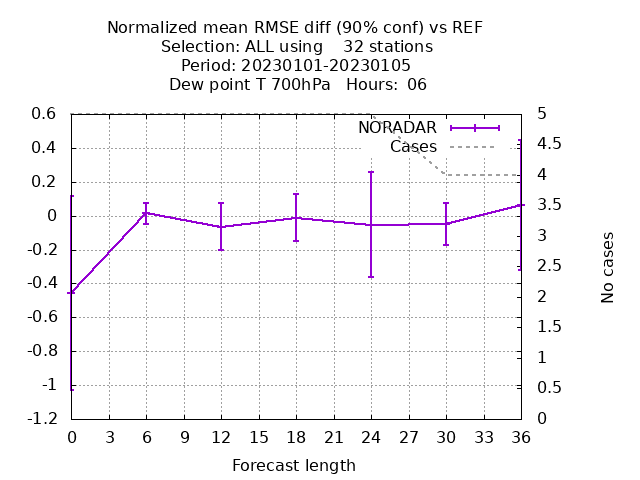 Normalized mean RMSE diff (90% conf) vs REF
Selection: ALL using    32 stations
Period: 20230101-20230105
Dew point T 700hPa   Hours:  06
NORADAR
Cases
0.6
0.4
0.2
0
-0.2
-0.4
-0.6
-0.8
-1
-1.2
5
4.5
4
3.5
3
2.5
2
1.5
1
0.5
0
No cases
0 3 6 9 12 15 18 21 24 27 30 33 36
Forecast length